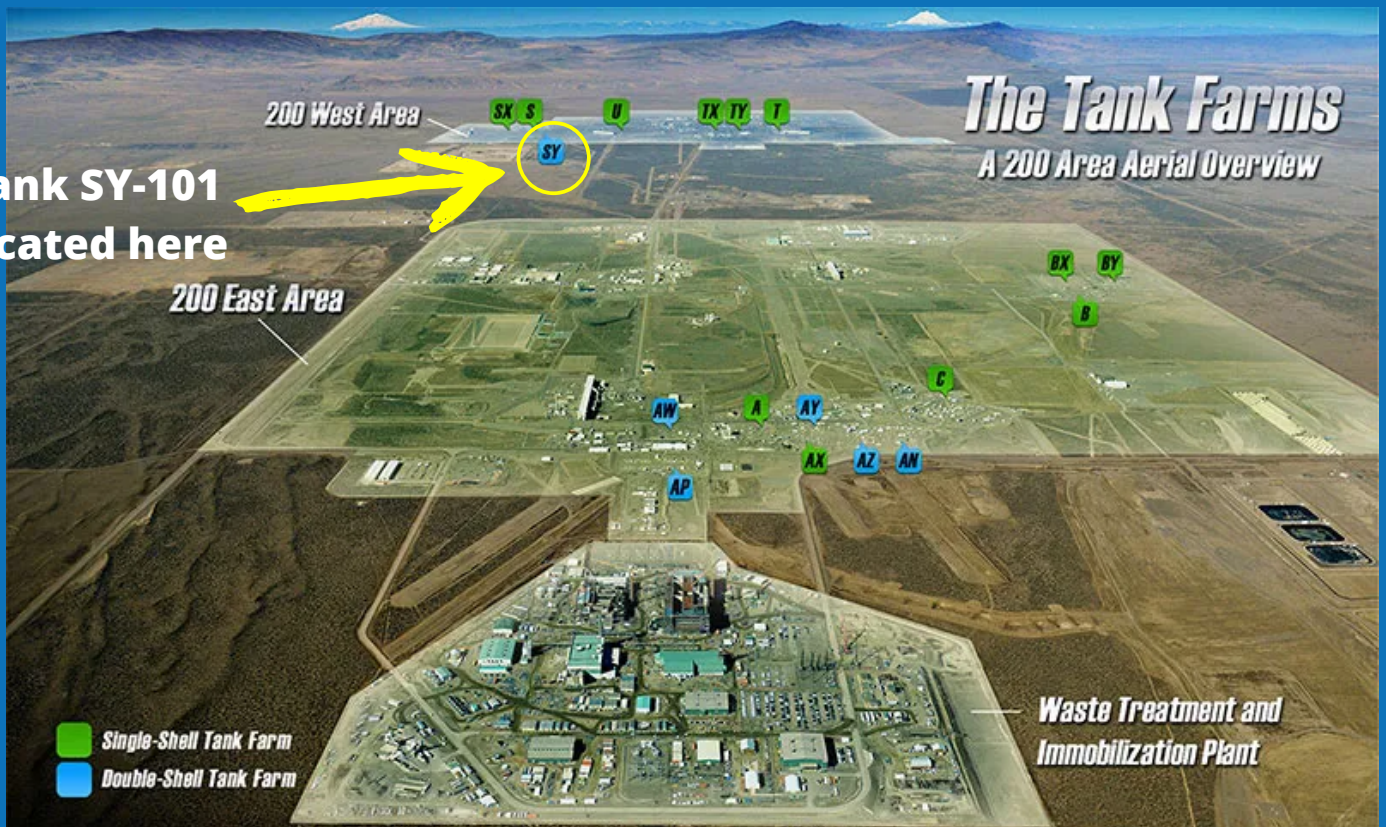 The Tank Farms
A 200 Area Aerial Overview
200 West Area
SX
S
U
TX
TY
T
SY
ank SY-101
cated here
200 East Area
BX
BY
B
C
AW
A
AY
AX
AZ
AN
AP
Waste Treatment and
Immobilization Plant
Single-Shell Tank Farm
Double-Shell Tank Farm